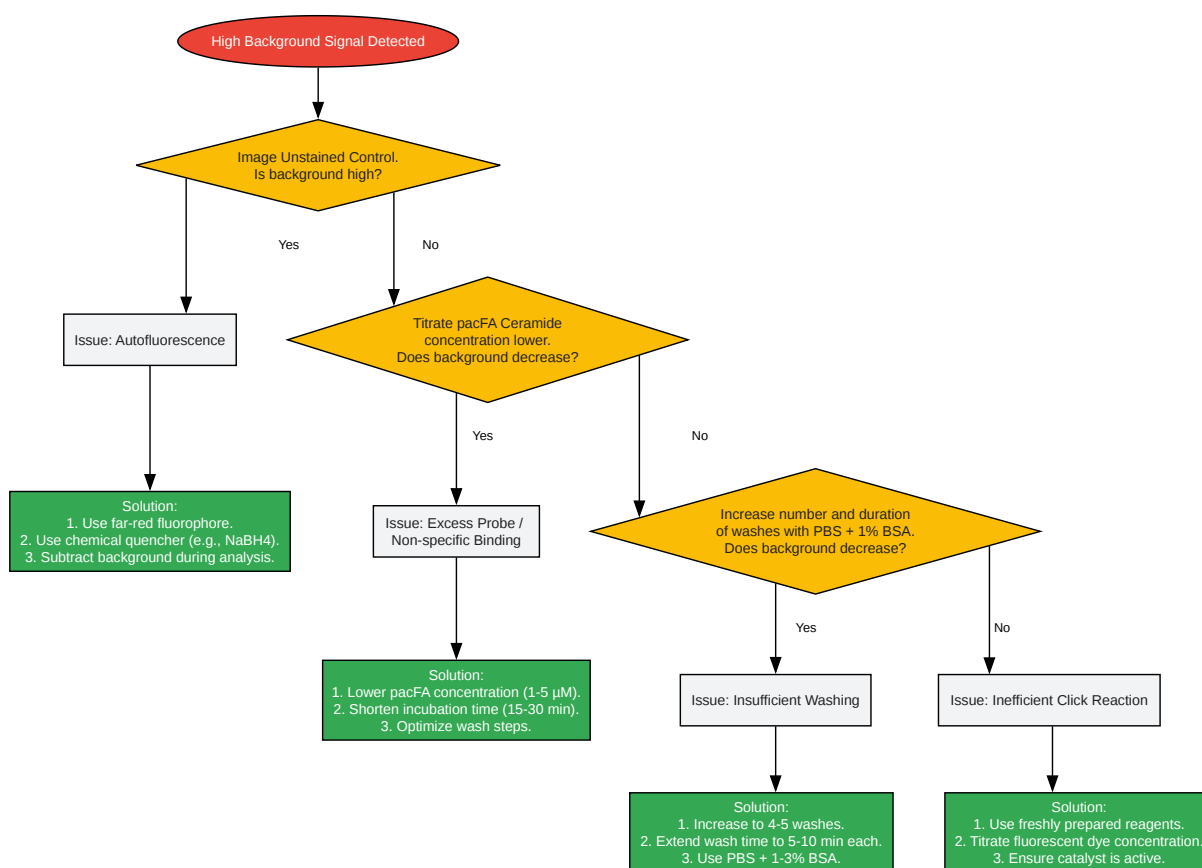 High Background Signal Detected
Image Unstained Control.
Is background high?
Yes
No
Issue: Autofluorescence
Titrate pacFA Ceramide
concentration lower.
Does background decrease?
Yes
No
Solution:
1. Use far-red fluorophore.
2. Use chemical quencher (e.g., NaBH4).
3. Subtract background during analysis.
Issue: Excess Probe /
Non-specific Binding
Increase number and duration
of washes with PBS + 1% BSA.
Does background decrease?
Yes
No
Solution:
1. Lower pacFA concentration (1-5 µM).
2. Shorten incubation time (15-30 min).
3. Optimize wash steps.
Issue: Insufficient Washing
Issue: Inefficient Click Reaction
Solution:
1. Increase to 4-5 washes.
2. Extend wash time to 5-10 min each.
3. Use PBS + 1-3% BSA.
Solution:
1. Use freshly prepared reagents.
2. Titrate fluorescent dye concentration.
3. Ensure catalyst is active.